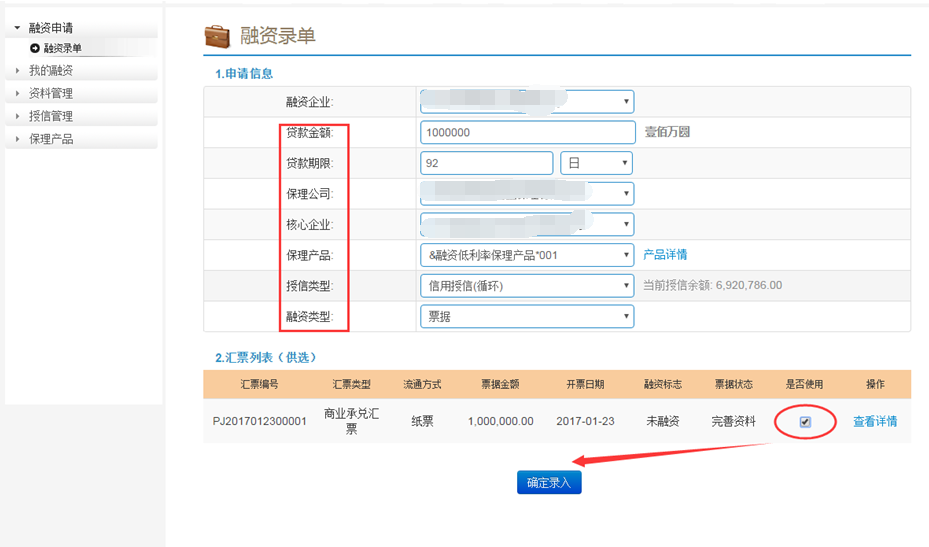 融资申请
融资录单
我的融资
资料管理
授信管理
保理产品
融资录单
1.申请信息
融资企业:
贷款金额: 1000000 壹佰万圆
贷款期限: 92 日
保理公司:
核心企业:
保理产品: &融资低利率保理产品*001 产品详情
授信类型: 信用授信(循环) 当前授信余额: 6,920,786.00
融资类型: 票据
2.汇票列表（供选）
汇票编号 汇票类型 流通方式 票据金额 开票日期 融资标志 票据状态 是否使用 操作
PJ2017012300001 商业承兑汇票 纸票 1,000,000.00 2017-01-23 未融资 完善资料 查看详情
确定录入